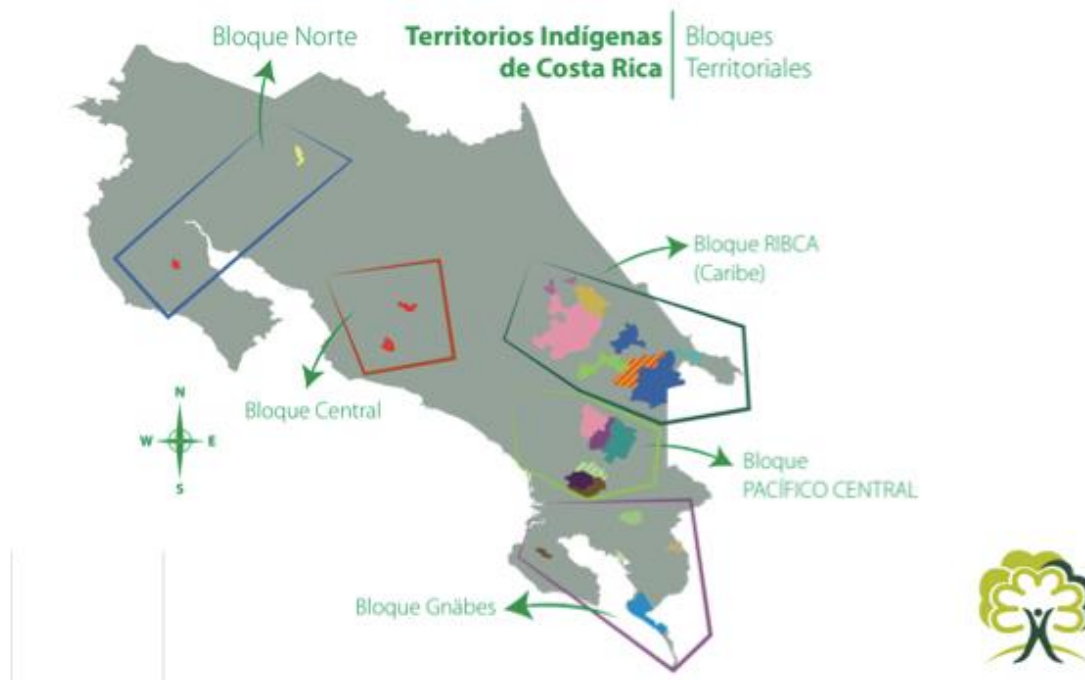 Bloque Norte
Territorios Indígenas
de Costa Rica
Bloques
Territoriales
Bloque RIBCA
(Caribe)
Bloque Central
N
W
E
S
Bloque
PACÍFICO CENTRAL
Bloque Gnäbes